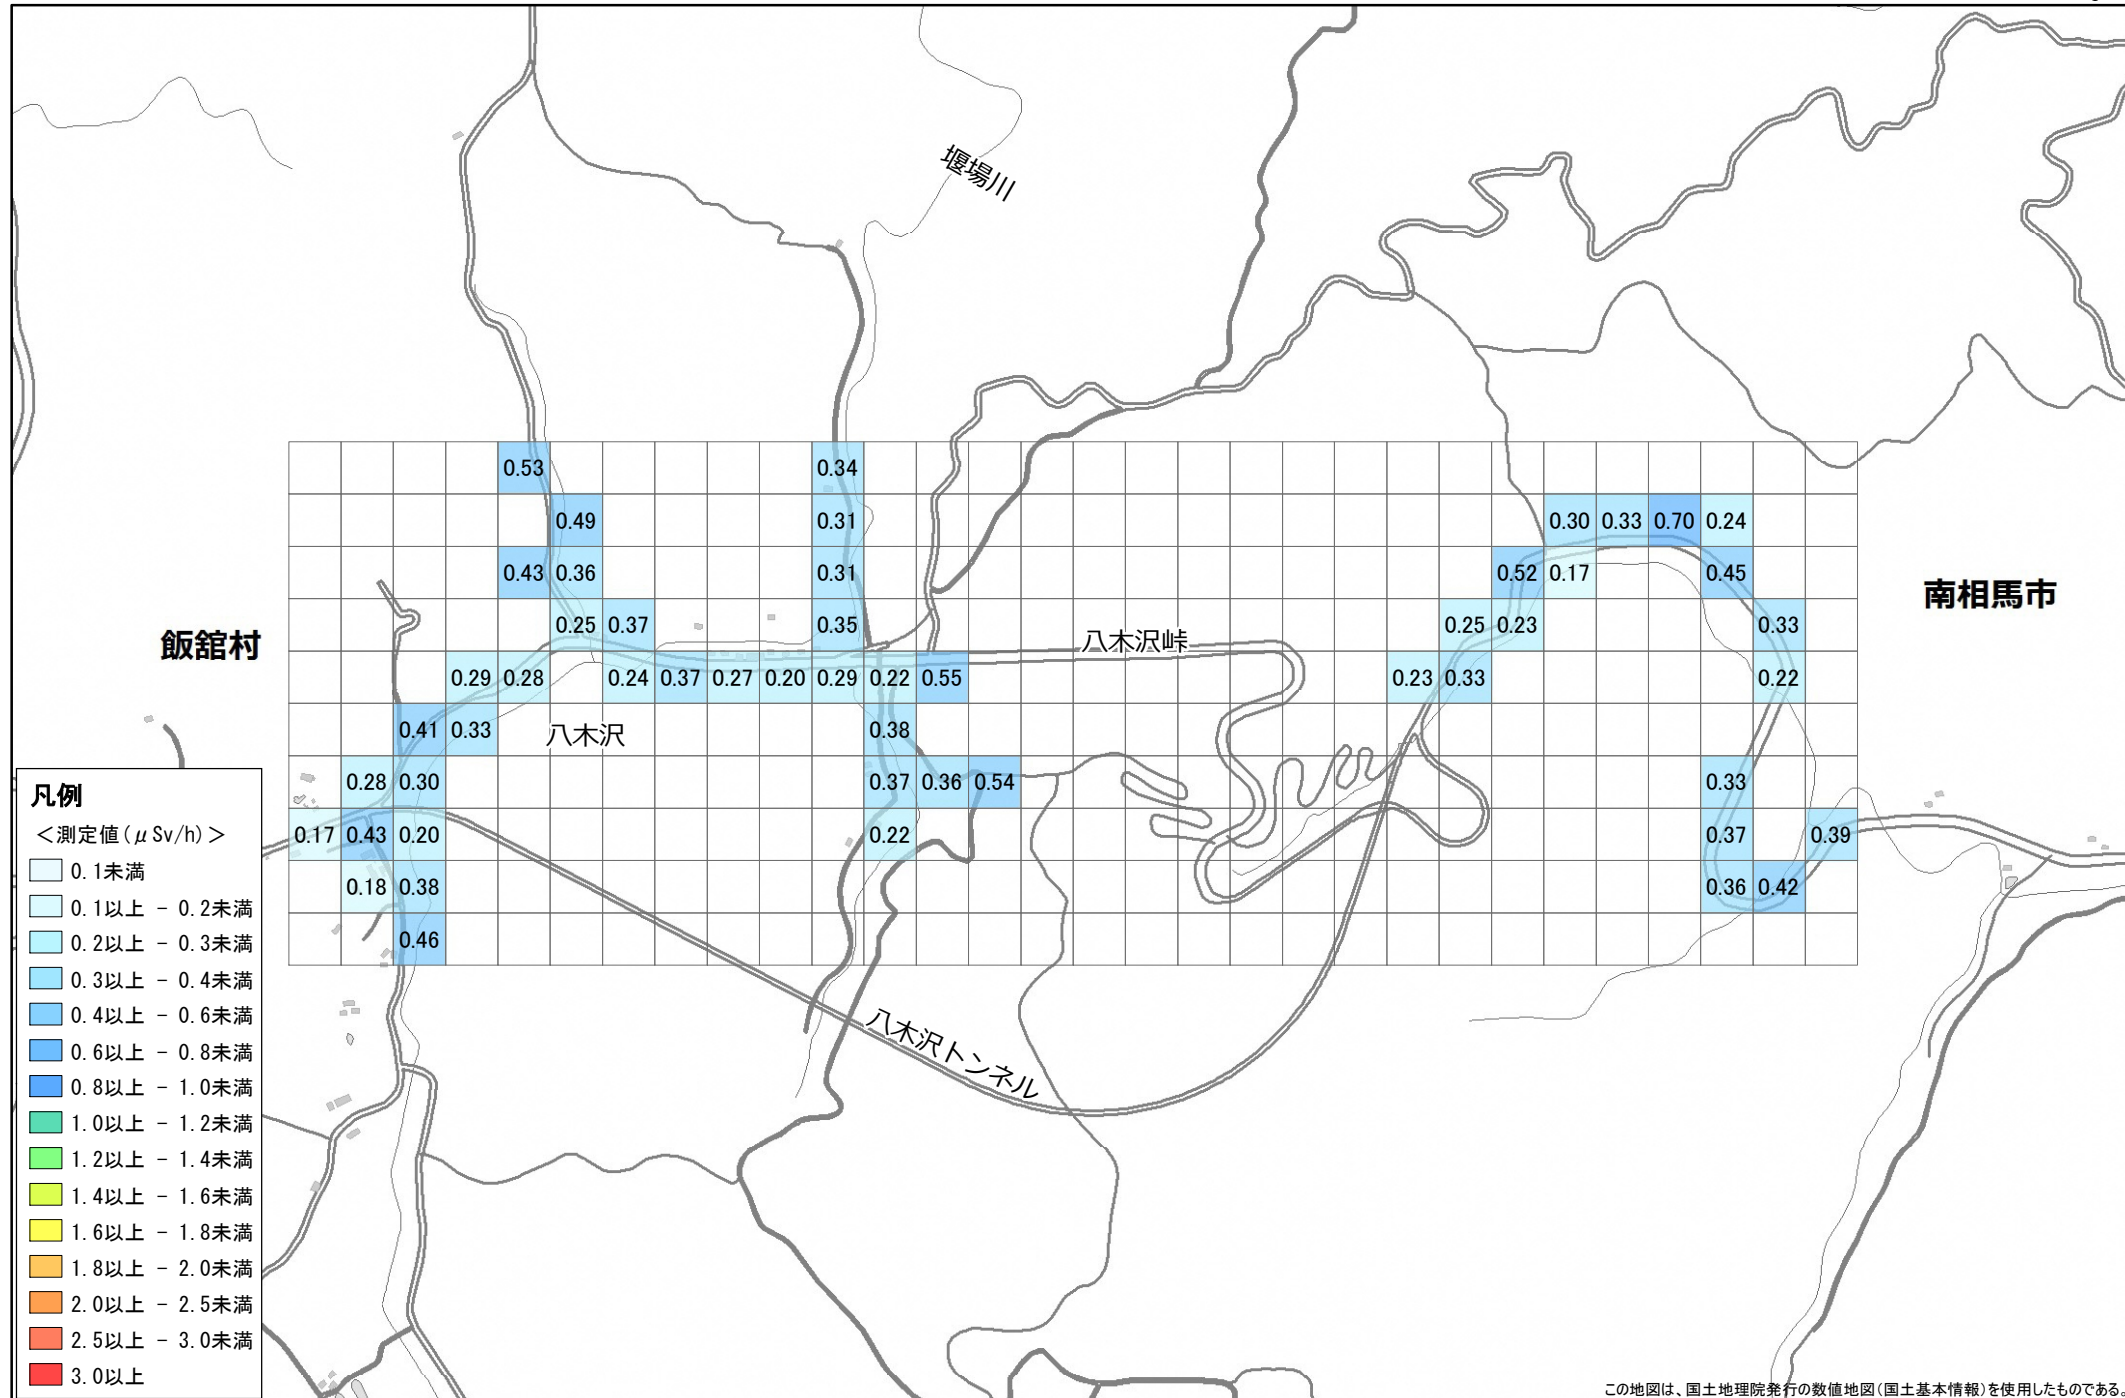 堰場川
0.53 0.34
0.49 0.31 0.30 0.33 0.70 0.24
0.43 0.36 0.31 0.52 0.17 0.45
南相馬市
0.25 0.37 0.35 0.25 0.23 0.33
飯舘村
八木沢峠
0.29 0.28 0.24 0.37 0.27 0.20 0.29 0.22 0.55 0.23 0.33 0.22
0.41 0.33 0.38
八木沢
0.28 0.30 0.37 0.36 0.54 0.33
0.17 0.43 0.20 0.22 0.37 0.39
0.18 0.38 0.36 0.42
0.46
八木沢トンネル
凡例
＜測定値(μSv/h)＞
0.1未満
0.1以上 - 0.2未満
0.2以上 - 0.3未満
0.3以上 - 0.4未満
0.4以上 - 0.6未満
0.6以上 - 0.8未満
0.8以上 - 1.0未満
1.0以上 - 1.2未満
1.2以上 - 1.4未満
1.4以上 - 1.6未満
1.6以上 - 1.8未満
1.8以上 - 2.0未満
2.0以上 - 2.5未満
2.5以上 - 3.0未満
3.0以上
この地図は、国土地理院発行の数値地図(国土基本情報)を使用したものである。